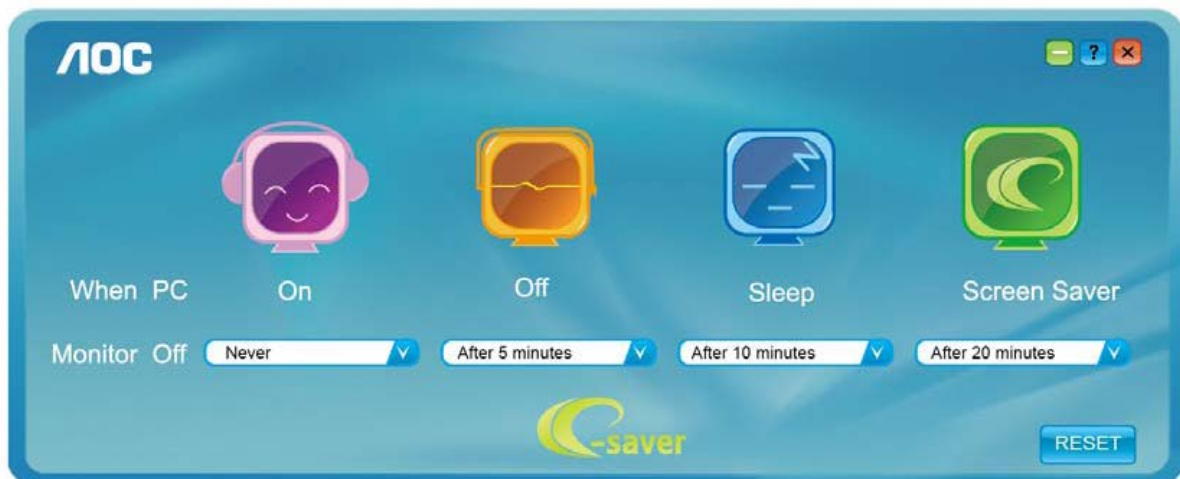 AOC
?
When PC On Off Sleep Screen Saver
Monitor Off Never After 5 minutes After 10 minutes After 20 minutes
e-saver
RESET